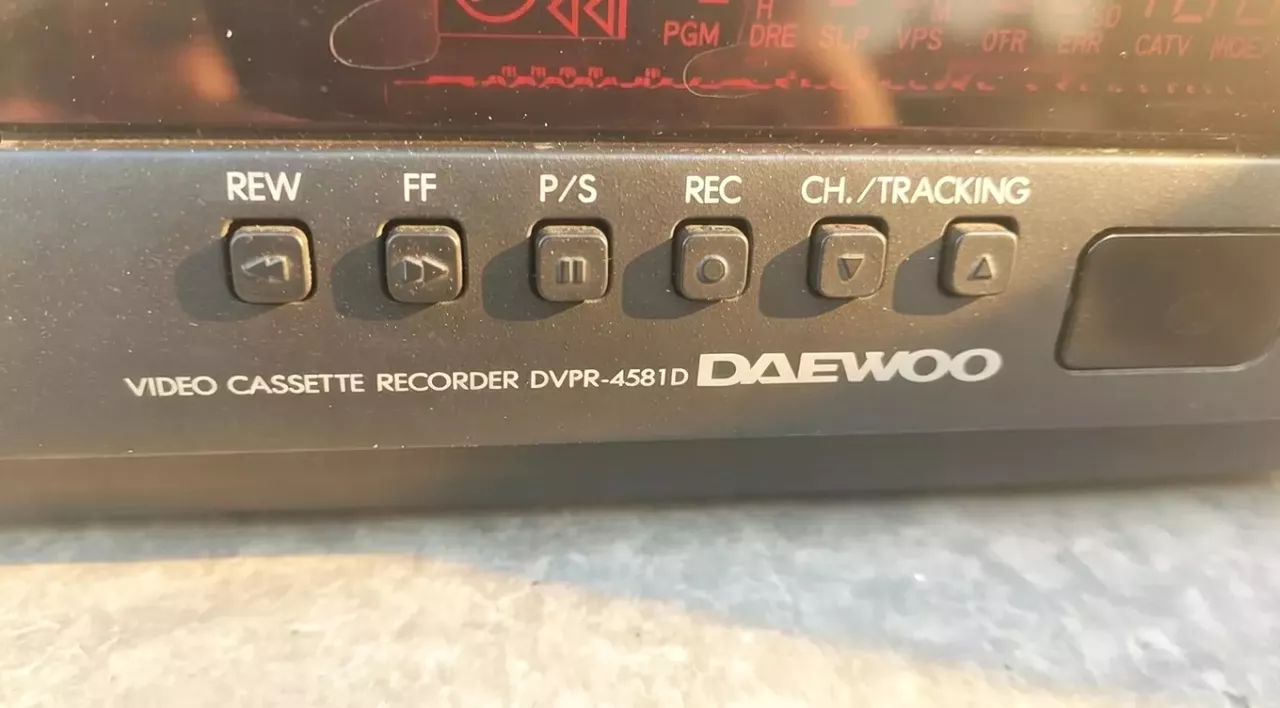 H M
PGM DRE SLP VPS OTR ERR CATV
REW FF P/S REC CH./TRACKING
VIDEO CASSETTE RECORDER DVPR-4581D DAEWOO